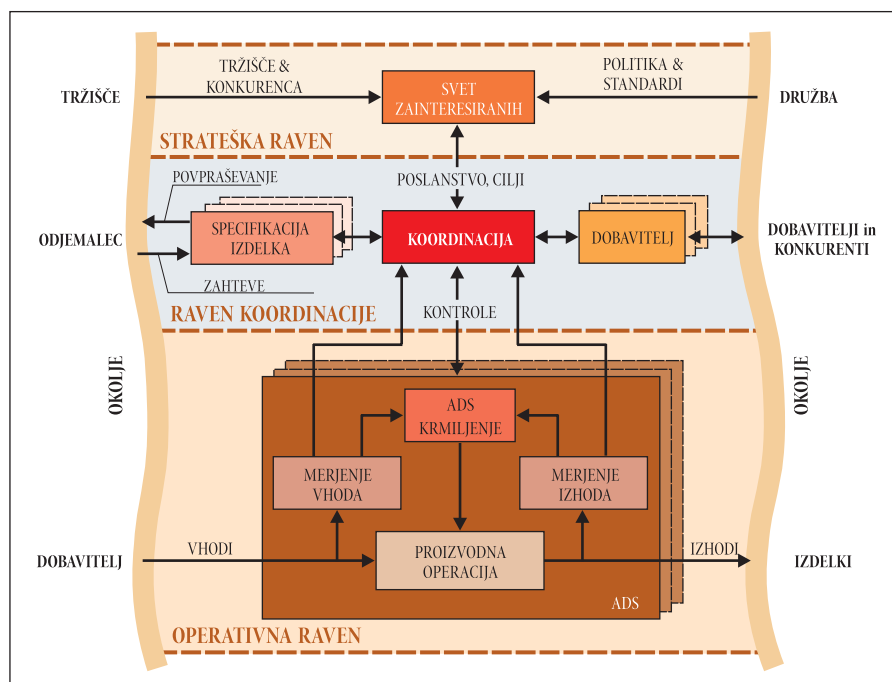 TRŽIŠČE
TRŽIŠČE &
KONKURENCA
SVET
ZAINTERESIRANIH
POLITIKA &
STANDARDI
DRUŽBA
STRATEŠKA RAVEN
POVPRAŠEVANJE
POSLANSTVO, CILJI
ODJEMALEC
SPECIFIKACIJA
IZDELKA
KOORDINACIJA
DOBAVITELJ
DOBAVITELJI in
KONKURENTI
ZAHTEVE
RAVEN KOORDINACIJE
KONTROLE
OKOLJE
OKOLJE
ADS
KRMILJENJE
MERJENJE
VHODA
MERJENJE
IZHODA
DOBAVITELJ
VHODI
PROIZVODNA
OPERACIJA
IZHODI
IZDELKI
ADS
OPERATIVNA RAVEN